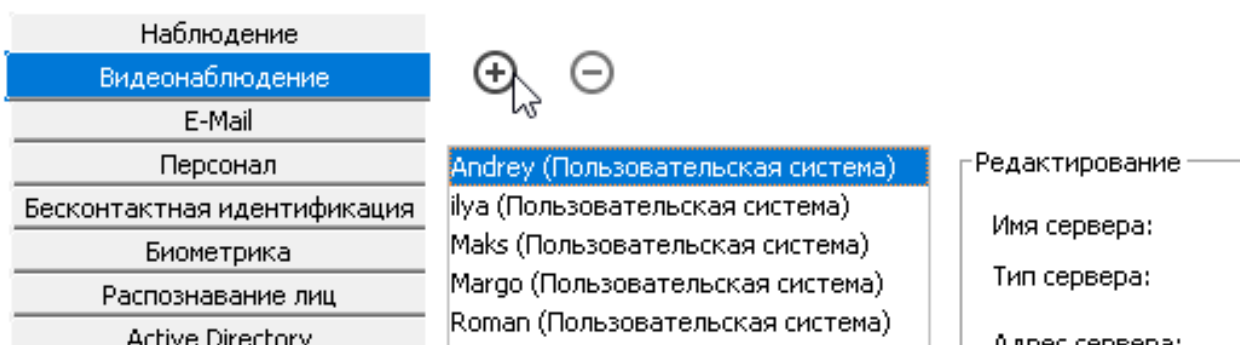 Наблюдение
Видеонаблюдение
E-Mail
Персонал
Бесконтактная идентификация
Биометрика
Распознавание лиц
Active Directory
Andrey (Пользовательская система)
ilya (Пользовательская система)
Maks (Пользовательская система)
Margo (Пользовательская система)
Roman (Пользовательская система)
Редактирование
Имя сервера:
Тип сервера:
Адрес сервера: